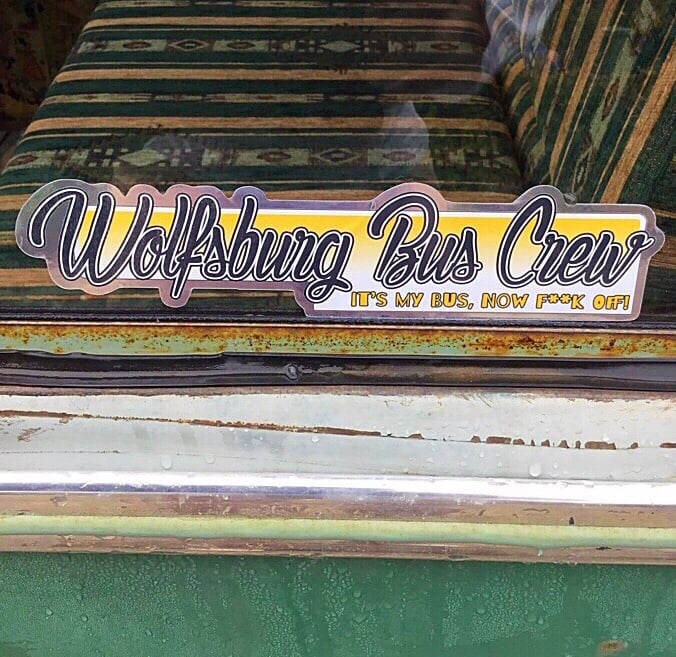 Wolfsburg Bus Crew
IT'S MY BUS, NOW F**K OFF!